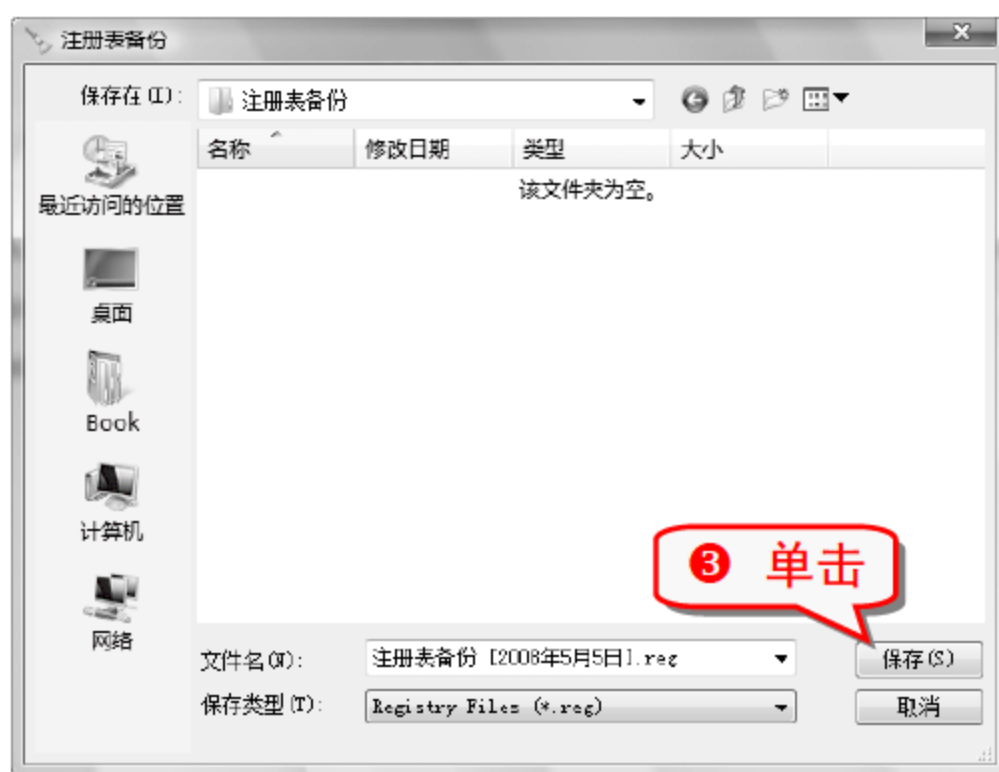 注册表备份
保存在(I):
注册表备份
名称 修改日期 类型 大小
该文件夹为空。
最近访问的位置
桌面
Book
计算机
网络
❸ 单击
文件名(N): 注册表备份 [2008年5月5日].reg 保存(S)
保存类型(T): Registry Files (*.reg) 取消